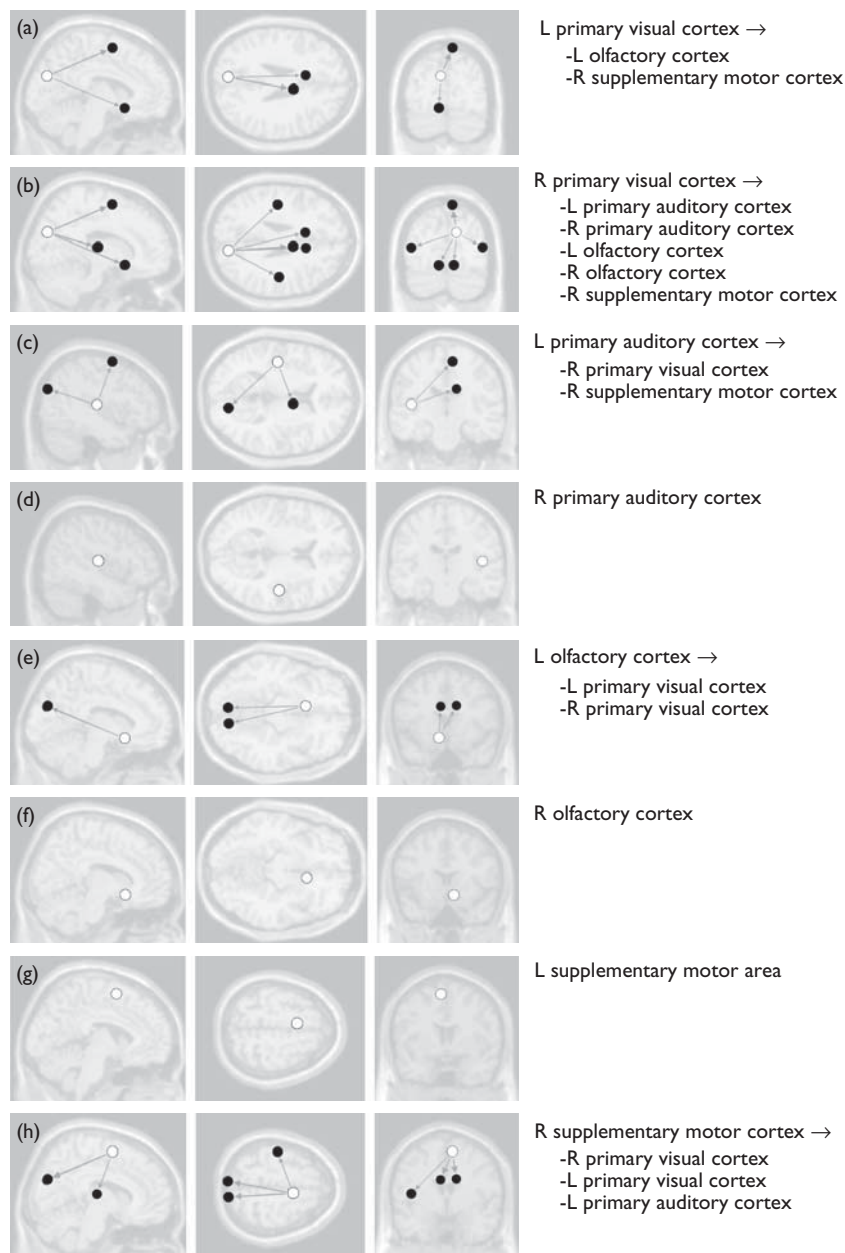 (a)
L primary visual cortex →
-L olfactory cortex
-R supplementary motor cortex
(b)
R primary visual cortex →
-L primary auditory cortex
-R primary auditory cortex
-L olfactory cortex
-R olfactory cortex
-R supplementary motor cortex
(c)
L primary auditory cortex →
-R primary visual cortex
-R supplementary motor cortex
(d)
R primary auditory cortex
(e)
L olfactory cortex →
-L primary visual cortex
-R primary visual cortex
(f)
R olfactory cortex
(g)
L supplementary motor area
(h)
R supplementary motor cortex →
-R primary visual cortex
-L primary visual cortex
-L primary auditory cortex